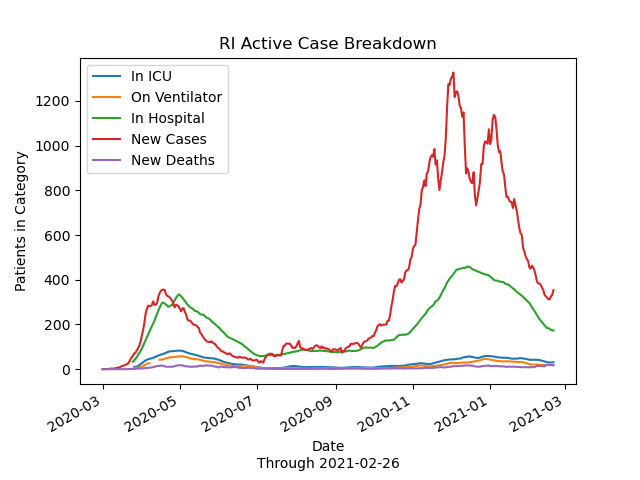 RI Active Case Breakdown
In ICU
On Ventilator
In Hospital
New Cases
New Deaths
Patients in Category
1200
1000
800
600
400
200
0
2020-03
2020-05
2020-07
2020-09
2020-11
2021-01
2021-03
Date
Through 2021-02-26